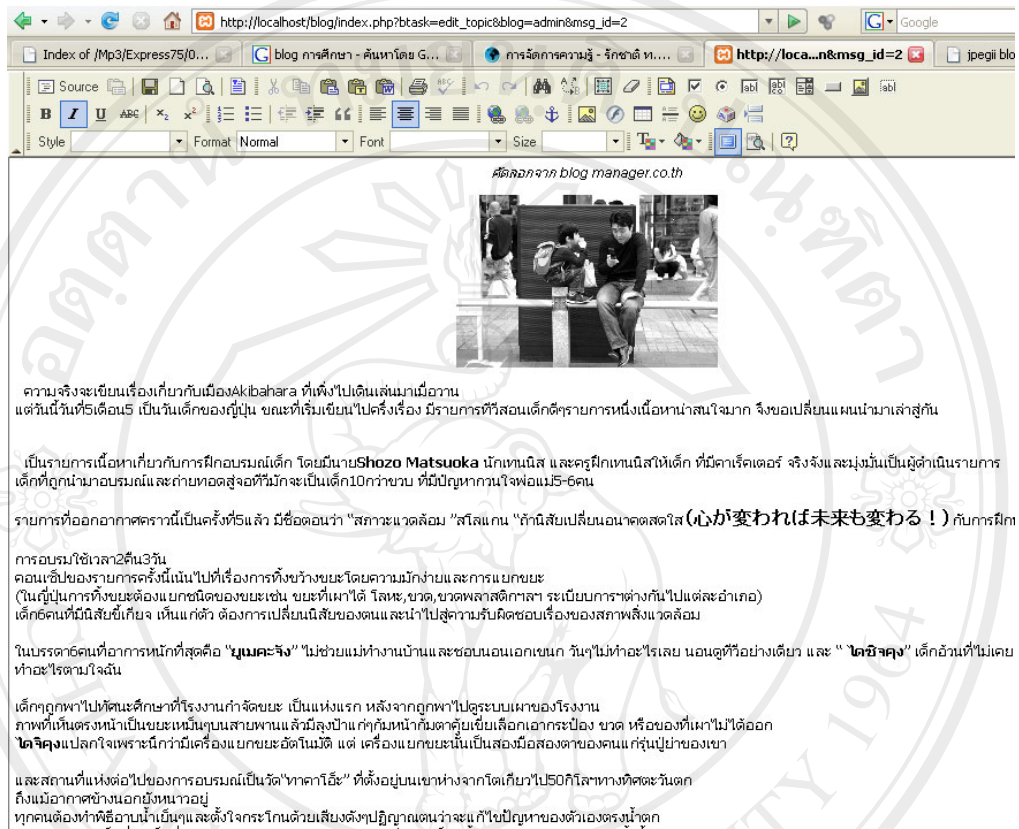 http://localhost/blog/index.php?btask=edit_topic&blog=admin&msg_id=2
Google
Index of /Mp3/Express75/0...
blog การศึกษา - ค้นหาโดย G...
การจัดการความรู้ - รักชาติ ท....
http://loca...n&msg_id=2
jpegii blo
Source
Style Format Normal Font Size
คัดลอกจาก blog manager.co.th
ความจริงจะเขียนเรื่องเกี่ยวกับเมืองAkibahara ที่เพิ่งไปเดินเล่นมาเมื่อวาน
แต่วันนี้วันที่5เดือน5 เป็นวันเด็กของญี่ปุ่น ขณะที่เริ่มเขียนไปครึ่งเรื่อง มีรายการทีวีสอนเด็กดีๆรายการหนึ่งเนื้อหาน่าสนใจมาก จึงขอเปลี่ยนแผนนำมาเล่าสู่กัน
เป็นรายการเนื้อหาเกี่ยวกับการฝึกอบรมณ์เด็ก โดยมีนายShozo Matsuoka นักเทนนิส และครูฝึกเทนนิสให้เด็ก ที่มีคาเร็คเตอร์ จริงจังและมุ่งมั่นเป็นผู้ดำเนินรายการ
เด็กที่ถูกนำมาอบรมณ์และถ่ายทอดสู่จอทีวีมักจะเป็นเด็ก10กว่าขวบ ที่มีปัญหากวนใจพ่อแม่5-6คน
รายการที่ออกอากาศคราวนี้เป็นครั้งที่5แล้ว มีชื่อตอนว่า "สภาวะแวดล้อม "สโลแกน "ถ้านิสัยเปลี่ยนอนาคตสดใส(心が変われば未来も変わる！) กับการฝึก
การอบรมใช้เวลา2คืน3วัน
คอนเซ็ปของรายการครั้งนี้เน้นไปที่เรื่องการทิ้งขว้างขยะโดยความมักง่ายและการแยกขยะ
(ในญี่ปุ่นการทิ้งขยะต้องแยกชนิดของขยะเช่น ขยะที่เผาได้ โลหะ,ขวด,ขวดพลาสติกฯลฯ ระเบียบการฯต่างกันไปแต่ละอำเภอ)
เด็ก6คนที่มีนิสัยขี้เกียจ เห็นแก่ตัว ต้องการเปลี่ยนนิสัยของตนและนำไปสู่ความรับผิดชอบเรื่องของสภาพสิ่งแวดล้อม
ในบรรดา6คนที่อาการหนักที่สุดคือ "ยูเมคะจัง" ไม่ช่วยแม่ทำงานบ้านและชอบนอนเอกเขนก วันๆไม่ทำอะไรเลย นอนดูทีวีอย่างเดียว และ " ไดชิจคุง" เด็กอ้วนที่ไม่เคย
ทำอะไรตามใจฉัน
เด็กๆถูกพาไปทัศนะศึกษาที่โรงงานกำจัดขยะ เป็นแห่งแรก หลังจากถูกพาไปดูระบบเผาของโรงงาน
ภาพที่เห็นตรงหน้าเป็นขยะเหม็นๆบนสายพานแล้วมีลุงป้าแก่ๆก้มหน้าก้มตาคุ้ยเขี่ยเลือกเอากระป๋อง ขวด หรือของที่เผาไม่ได้ออก
ไดจิคุงแปลกใจเพราะนึกว่ามีเครื่องแยกขยะอัตโนมัติ แต่ เครื่องแยกขยะนั้นเป็นสองมือสองตาของคนแก่รุ่นปู่ย่าของเขา
และสถานที่แห่งต่อไปของการอบรมณ์เป็นวัด"ทาคาโอ๊ะ" ที่ตั้งอยู่บนเขาห่างจากโตเกียวไป50กิโลฯทางทิศตะวันตก
ถึงแม้อากาศข้างนอกยังหนาวอยู่
ทุกคนต้องทำพิธีอาบน้ำเย็นๆและตั้งใจกระโกนด้วยเสียงดังๆปฏิญาณตนว่าจะแก้ไขปัญหาของตัวเองตรงน้ำตก